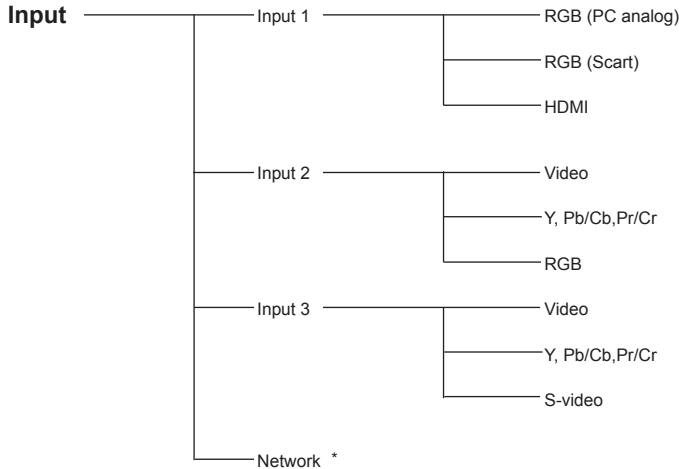 Input
Input 1
RGB (PC analog)
RGB (Scart)
HDMI
Input 2
Video
Y, Pb/Cb,Pr/Cr
RGB
Input 3
Video
Y, Pb/Cb,Pr/Cr
S-video
Network *